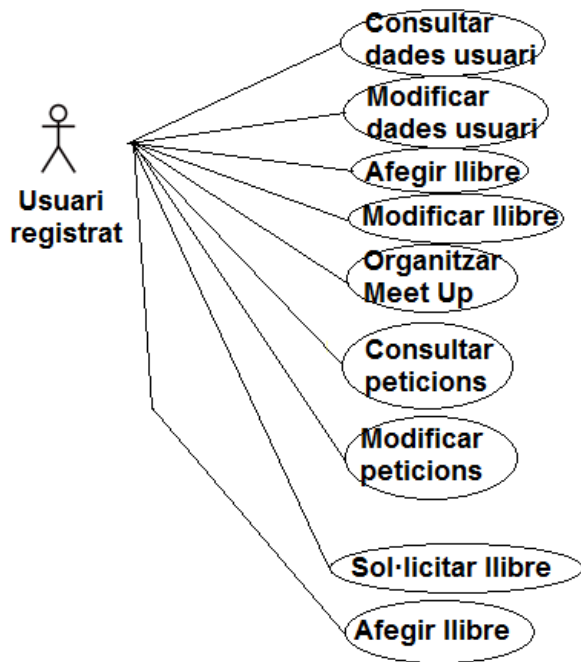 Consultar
dades usuari
Modificar
dades usuari
Afegir llibre
Modificar llibre
Usuari
registrat
Organitzar
Meet Up
Consultar
peticions
Modificar
peticions
Sol·licitar llibre
Afegir llibre